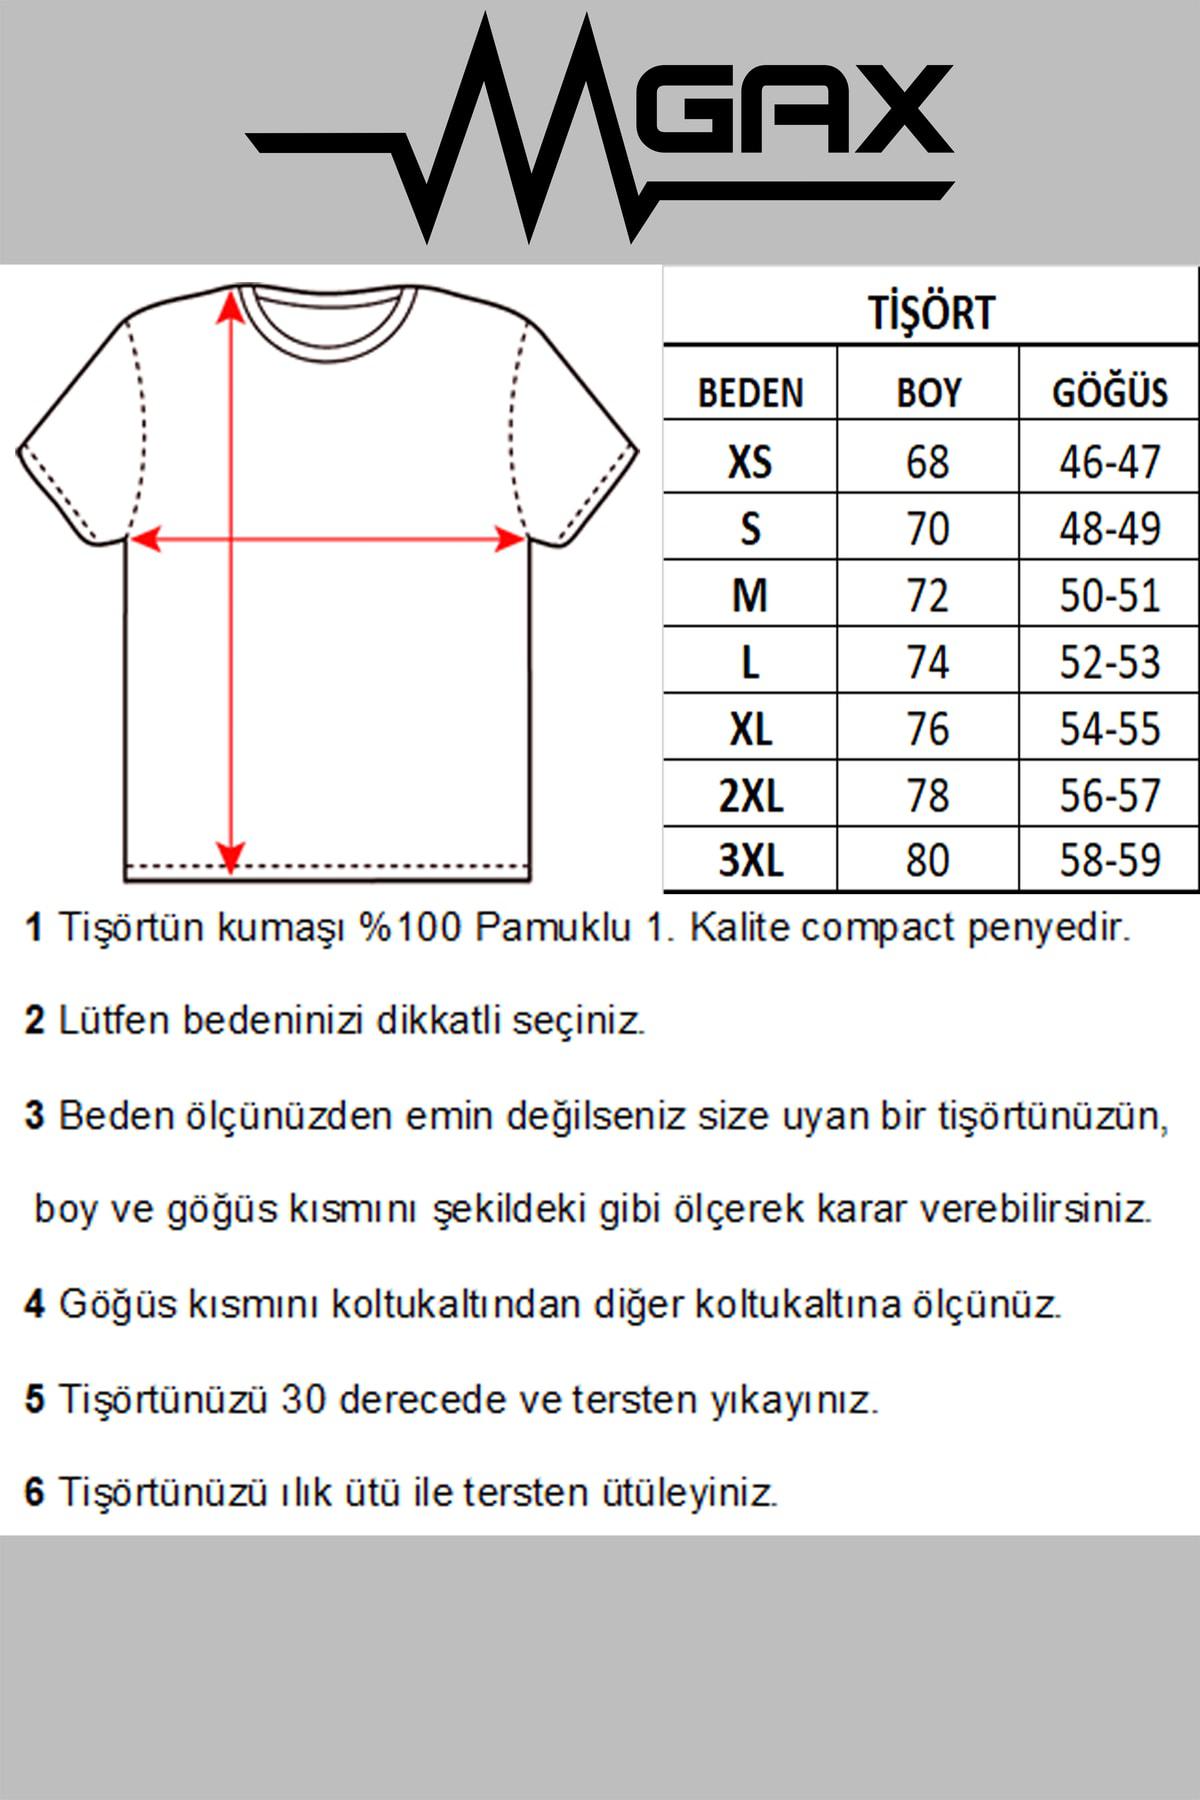 MGAX
TİŞÖRT
BEDEN BOY GÖĞÜS
XS 68 46-47
S 70 48-49
M 72 50-51
L 74 52-53
XL 76 54-55
2XL 78 56-57
3XL 80 58-59
1 Tişörtün kumaşı %100 Pamuklu 1. Kalite compact penyedir.
2 Lütfen bedeninizi dikkatli seçiniz.
3 Beden ölçünüzden emin değilseniz size uyan bir tişörtünüzün,
boy ve göğüs kısmını şekildeki gibi ölçerek karar verebilirsiniz.
4 Göğüs kısmını koltukaltından diğer koltukaltına ölçünüz.
5 Tişörtünüzü 30 derecede ve tersten yıkayınız.
6 Tişörtünüzü ılık ütü ile tersten ütüleyiniz.